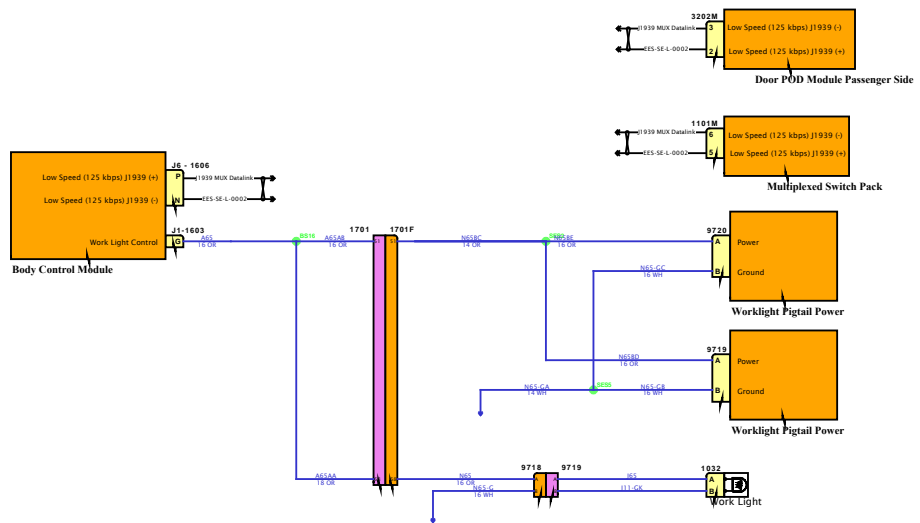 3202M
3 Low Speed (125 kbps) J1939 (-)
J1939 MUX Datalink
2 Low Speed (125 kbps) J1939 (+)
EES-SE-L-0002
Door POD Module Passenger Side
1101M
6 Low Speed (125 kbps) J1939 (-)
J1939 MUX Datalink
5 Low Speed (125 kbps) J1939 (+)
EES-SE-L-0002
Multiplexed Switch Pack
J6 - 1606
Low Speed (125 kbps) J1939 (+) P J1939 MUX Datalink
Low Speed (125 kbps) J1939 (-) N EES-SE-L-0002
J1-1603
Work Light Control G
Body Control Module
A65
16 OR
A65AB
16 OR
1701 1701F
N65BC
14 OR
N65BE
16 OR
9720
A Power
B Ground
N65-GC
16 WH
Worklight Pigtail Power
9719
A Power
B Ground
N65BD
16 OR
N65-GA
14 WH
N65-GB
16 WH
Worklight Pigtail Power
A65AA
18 OR
N65
16 OR
N65-G
16 WH
9718 9719
I65
I11-GK
1032
A
B
Work Light